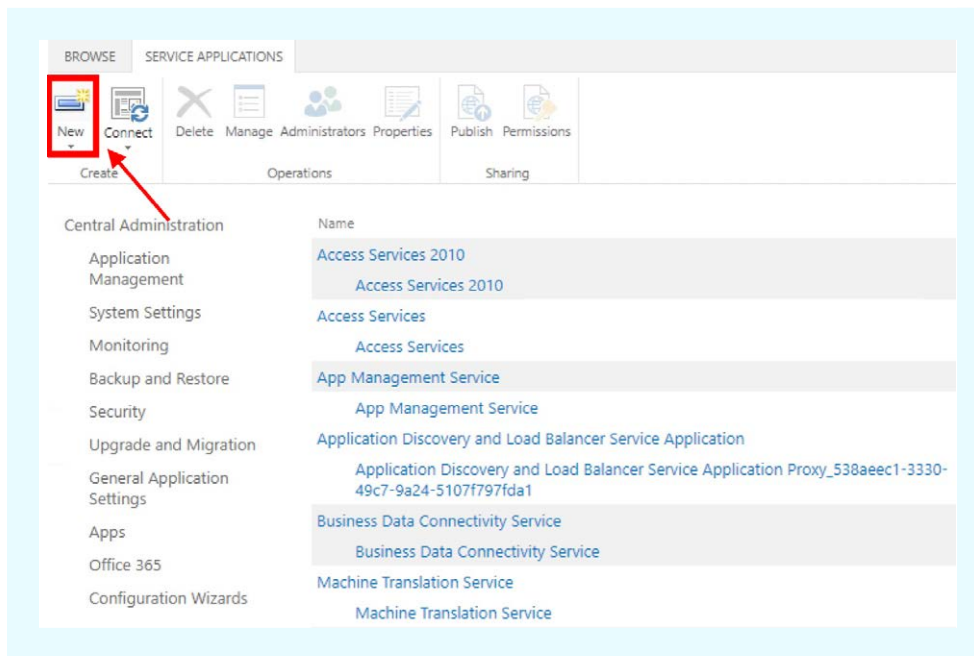 BROWSE SERVICE APPLICATIONS
New Connect Delete Manage Administrators Properties Publish Permissions
Create Operations Sharing
Central Administration
Application
Management
System Settings
Monitoring
Backup and Restore
Security
Upgrade and Migration
General Application
Settings
Apps
Office 365
Configuration Wizards
Name
Access Services 2010
Access Services 2010
Access Services
Access Services
App Management Service
App Management Service
Application Discovery and Load Balancer Service Application
Application Discovery and Load Balancer Service Application Proxy_538aeec1-3330-
49c7-9a24-5107f797fda1
Business Data Connectivity Service
Business Data Connectivity Service
Machine Translation Service
Machine Translation Service